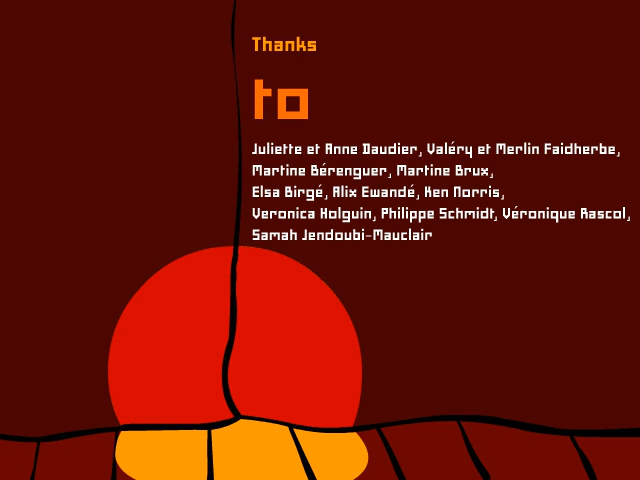 Thanks
to
Juliette et Anne Daudier, Valéry et Merlin Faidherbe,
Martine Bérenguer, Martine Brux,
Elsa Birgé, Alix Ewandé, Ken Norris,
Veronica Holguin, Philippe Schmidt, Véronique Rascol,
Samah Jendoubi-Mauclair